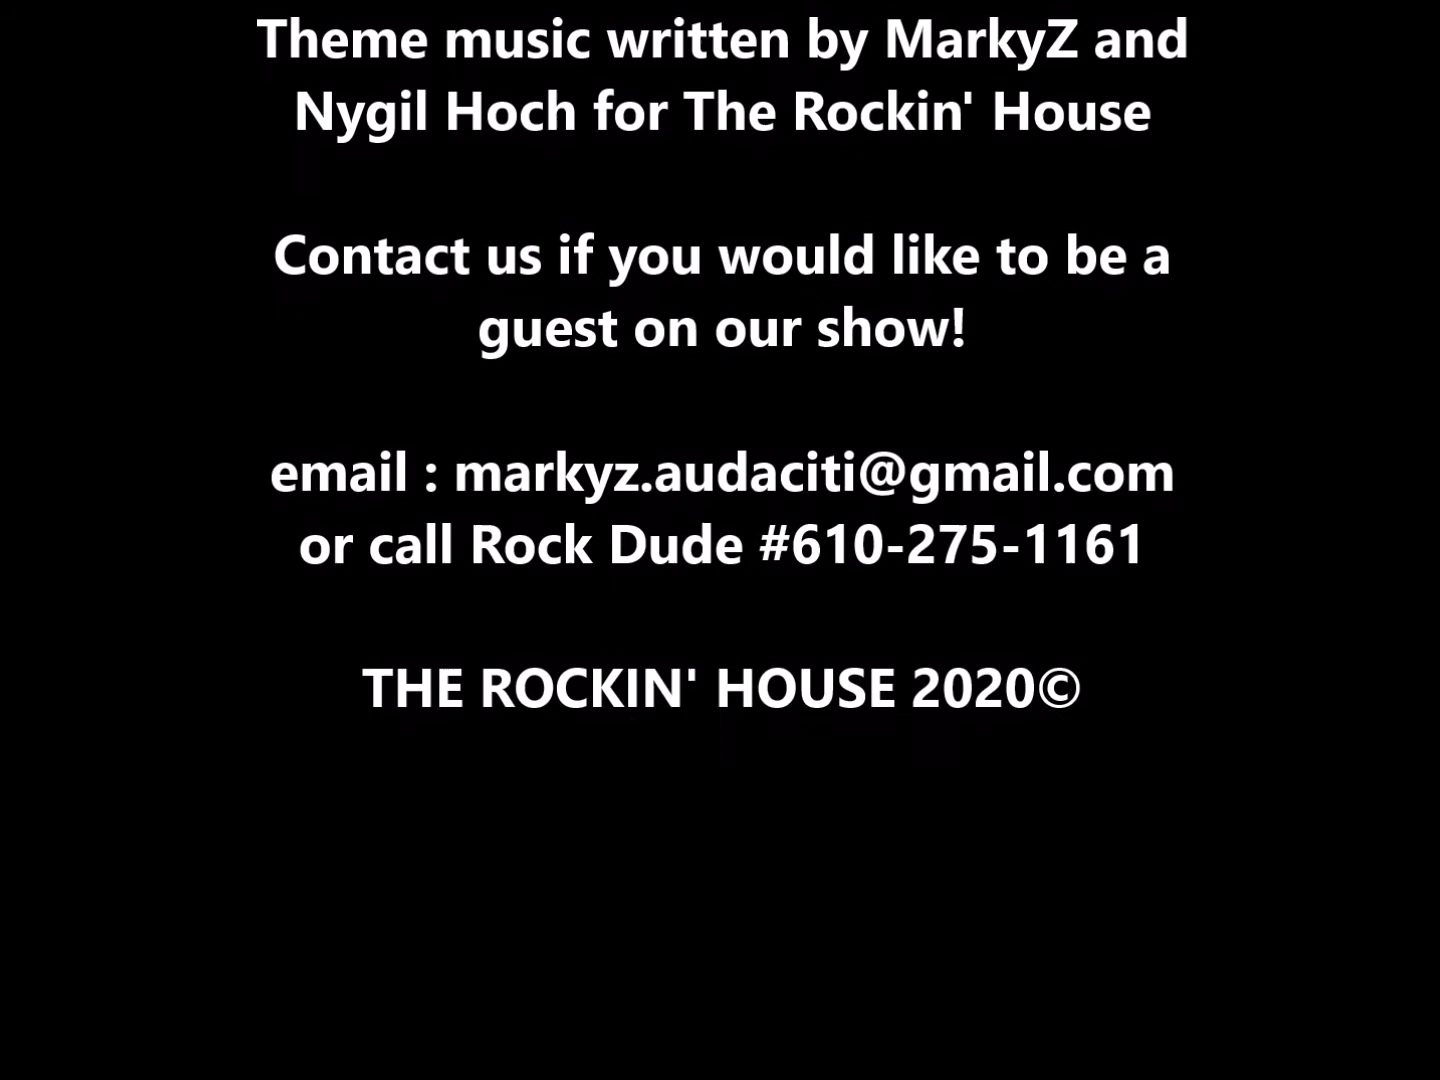 Theme music written by MarkyZ and
Nygil Hoch for The Rockin' House
Contact us if you would like to be a
guest on our show!
email : markyz.audaciti@gmail.com
or call Rock Dude #610-275-1161
THE ROCKIN' HOUSE 2020©